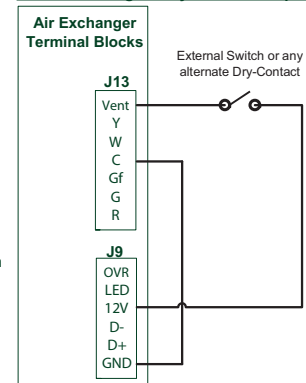 Air Exchanger
Terminal Blocks
External Switch or any
alternate Dry-Contact
J13
Vent
Y
W
C
Gf
G
R
J9
OVR
LED
12V
D-
D+
GND